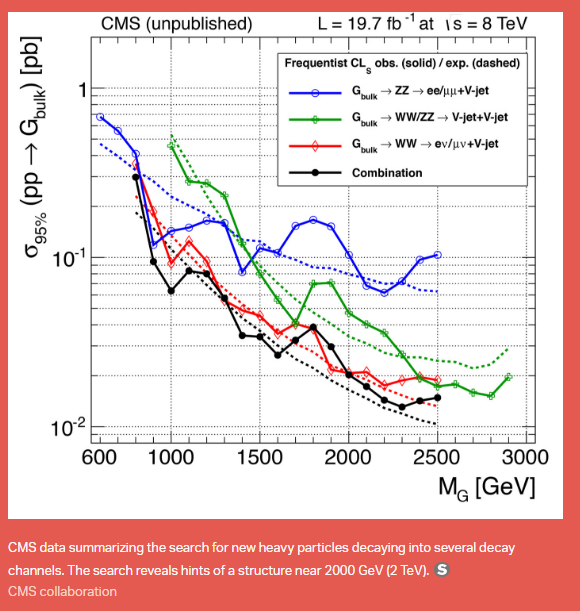 CMS (unpublished) L = 19.7 fb⁻¹ at \s = 8 TeV
Frequentist CLₛ obs. (solid) / exp. (dashed)
G_bulk → ZZ → ee/μμ+V-jet
G_bulk → WW/ZZ → V-jet+V-jet
G_bulk → WW → eν/μν+V-jet
Combination
σ95% (pp → G_bulk) [pb]
1
10⁻¹
10⁻²
600 1000 1500 2000 2500 3000
M_G [GeV]
CMS data summarizing the search for new heavy particles decaying into several decay
channels. The search reveals hints of a structure near 2000 GeV (2 TeV). S
CMS collaboration